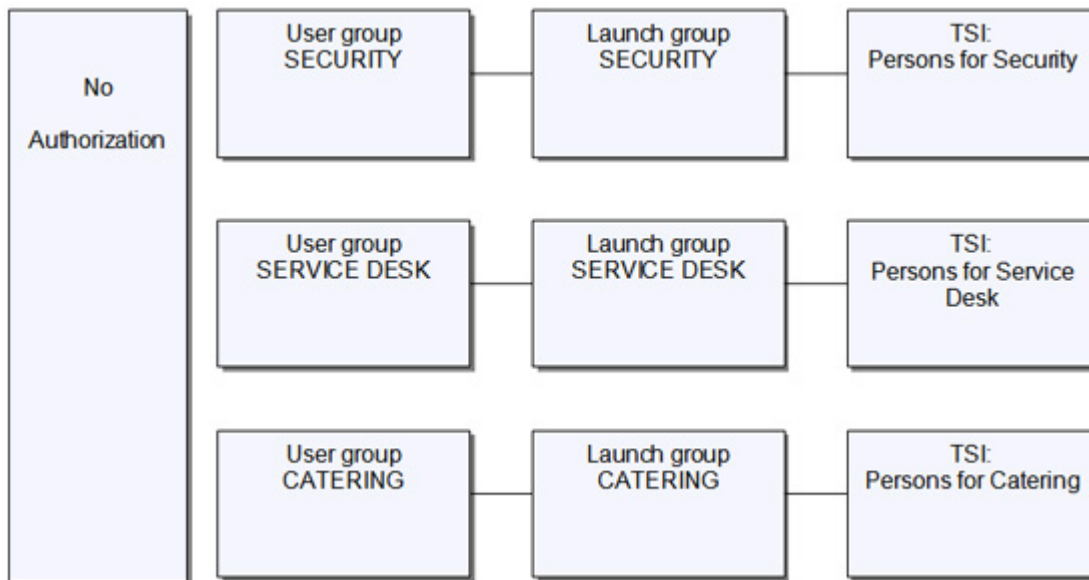 No
Authorization
User group
SECURITY
Launch group
SECURITY
TSI:
Persons for Security
User group
SERVICE DESK
Launch group
SERVICE DESK
TSI:
Persons for Service
Desk
User group
CATERING
Launch group
CATERING
TSI:
Persons for Catering